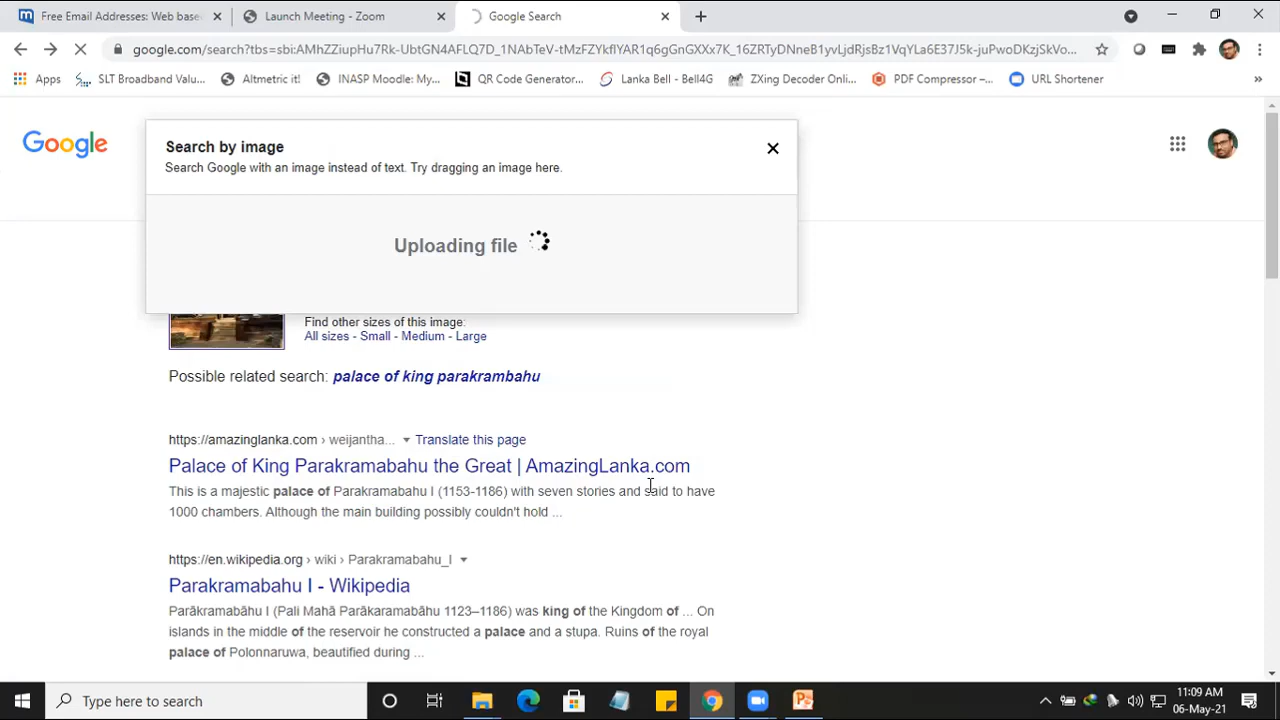 Free Email Addresses: Web base
Launch Meeting - Zoom
Google Search
google.com/search?tbs=sbi:AMhZZiupHu7Rk-UbtGN4AFLQ7D_1NAbTeV-tMzFZYkflYAR1q6gGnGXXx7K_16ZRTyDNneB1yvLjdRjsBz1VqYLa6E37J5k-juPwoDKzjSkVo...
Apps
SLT Broadband Valu...
Altmetric it!
INASP Moodle: My...
QR Code Generator...
Lanka Bell - Bell4G
ZXing Decoder Onli...
PDF Compressor –...
URL Shortener
»
Google
Search by image
Search Google with an image instead of text. Try dragging an image here.
Uploading file
Find other sizes of this image:
All sizes - Small - Medium - Large
Possible related search: palace of king parakrambahu
https://amazinglanka.com › weijantha... Translate this page
Palace of King Parakramabahu the Great | AmazingLanka.com
This is a majestic palace of Parakramabahu I (1153-1186) with seven stories and said to have
1000 chambers. Although the main building possibly couldn't hold ...
https://en.wikipedia.org › wiki › Parakramabahu_I
Parakramabahu I - Wikipedia
Parākramabāhu I (Pali Mahā Parākaramabāhu 1123–1186) was king of the Kingdom of ... On
islands in the middle of the reservoir he constructed a palace and a stupa. Ruins of the royal
palace of Polonnaruwa, beautified during ...
Type here to search
11:09 AM
06-May-21